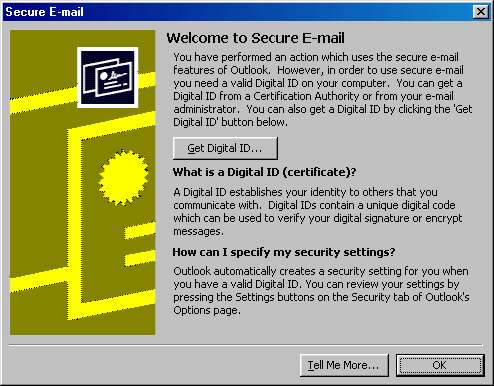 Secure E-mail
Welcome to Secure E-mail
You have performed an action which uses the secure e-mail
features of Outlook.  However, in order to use secure e-mail
you need a valid Digital ID on your computer.  You can get a
Digital ID from a Certification Authority or from your e-mail
administrator.  You can also get a Digital ID by clicking the 'Get
Digital ID' button below.
Get Digital ID...
What is a Digital ID (certificate)?
A Digital ID establishes your identity to others that you
communicate with.  Digital IDs contain a unique digital code
which can be used to verify your digital signature or encrypt
messages.
How can I specify my security settings?
Outlook automatically creates a security setting for you when
you have a valid Digital ID. You can review your settings by
pressing the Settings buttons on the Security tab of Outlook's
Options page.
Tell Me More...
OK